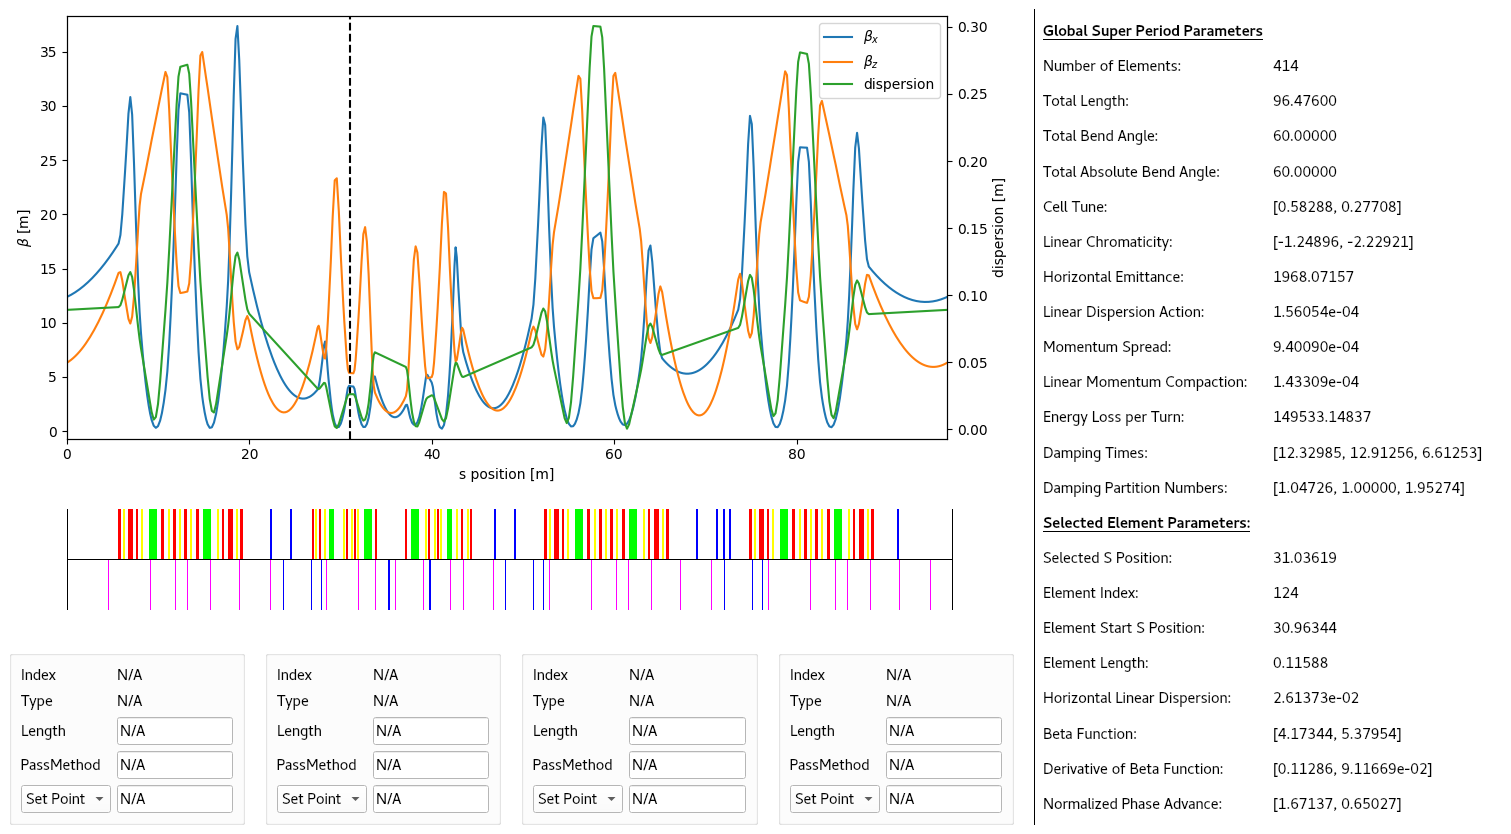 35
30
25
20
15
10
5
0
β [m]
0
20
40
60
80
s position [m]
0.30
0.25
0.20
0.15
0.10
0.05
0.00
dispersion [m]
βx
βz
dispersion
Index N/A
Type N/A
Length N/A
PassMethod N/A
Set Point N/A
Index N/A
Type N/A
Length N/A
PassMethod N/A
Set Point N/A
Index N/A
Type N/A
Length N/A
PassMethod N/A
Set Point N/A
Index N/A
Type N/A
Length N/A
PassMethod N/A
Set Point N/A
Global Super Period Parameters
Number of Elements: 414
Total Length: 96.47600
Total Bend Angle: 60.00000
Total Absolute Bend Angle: 60.00000
Cell Tune: [0.58288, 0.27708]
Linear Chromaticity: [-1.24896, -2.22921]
Horizontal Emittance: 1968.07157
Linear Dispersion Action: 1.56054e-04
Momentum Spread: 9.40090e-04
Linear Momentum Compaction: 1.43309e-04
Energy Loss per Turn: 149533.14837
Damping Times: [12.32985, 12.91256, 6.61253]
Damping Partition Numbers: [1.04726, 1.00000, 1.95274]
Selected Element Parameters:
Selected S Position: 31.03619
Element Index: 124
Element Start S Position: 30.96344
Element Length: 0.11588
Horizontal Linear Dispersion: 2.61373e-02
Beta Function: [4.17344, 5.37954]
Derivative of Beta Function: [0.11286, 9.11669e-02]
Normalized Phase Advance: [1.67137, 0.65027]